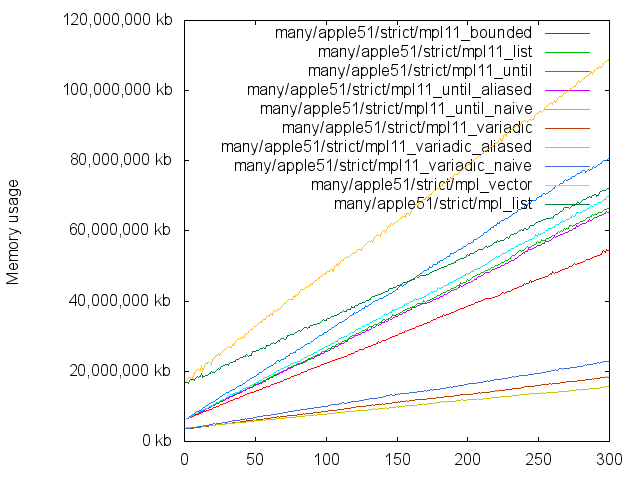 120,000,000 kb
100,000,000 kb
80,000,000 kb
60,000,000 kb
40,000,000 kb
20,000,000 kb
0 kb
Memory usage
many/apple51/strict/mpl11_bounded
many/apple51/strict/mpl11_list
many/apple51/strict/mpl11_until
many/apple51/strict/mpl11_until_aliased
many/apple51/strict/mpl11_until_naive
many/apple51/strict/mpl11_variadic
many/apple51/strict/mpl11_variadic_aliased
many/apple51/strict/mpl11_variadic_naive
many/apple51/strict/mpl_vector
many/apple51/strict/mpl_list
0 50 100 150 200 250 300